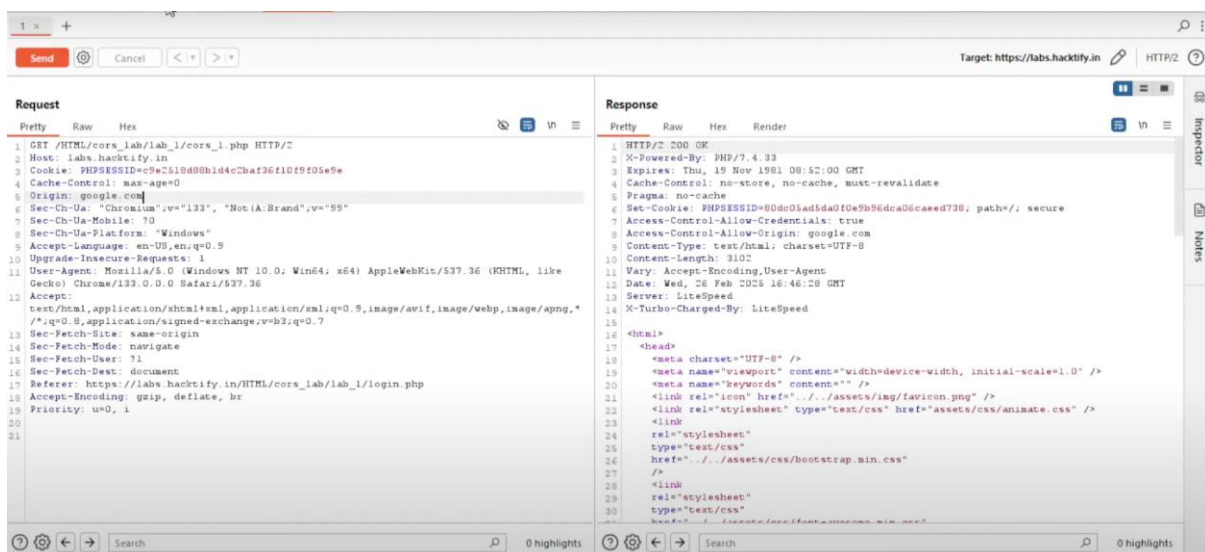 1 × +
Send Cancel < > Target: https://labs.hacktify.in HTTP/2
Request
Pretty Raw Hex \n
1 GET /HTML/cors_lab/lab_1/cors_1.php HTTP/2
2 Host: labs.hacktify.in
3 Cookie: PHPSESSID=c9e2518d88b1d4c2baf36f10f9f05e9e
4 Cache-Control: max-age=0
5 Origin: google.com
6 Sec-Ch-Ua: "Chromium";v="133", "Not(A:Brand";v="99"
7 Sec-Ch-Ua-Mobile: ?0
8 Sec-Ch-Ua-Platform: "Windows"
9 Accept-Language: en-US,en;q=0.9
10 Upgrade-Insecure-Requests: 1
11 User-Agent: Mozilla/5.0 (Windows NT 10.0; Win64; x64) AppleWebKit/537.36 (KHTML, like
Gecko) Chrome/133.0.0.0 Safari/537.36
12 Accept:
text/html,application/xhtml+xml,application/xml;q=0.9,image/avif,image/webp,image/apng,*
/*;q=0.8,application/signed-exchange;v=b3;q=0.7
13 Sec-Fetch-Site: same-origin
14 Sec-Fetch-Mode: navigate
15 Sec-Fetch-User: ?1
16 Sec-Fetch-Dest: document
17 Referer: https://labs.hacktify.in/HTML/cors_lab/lab_1/login.php
18 Accept-Encoding: gzip, deflate, br
19 Priority: u=0, i
20
21
Search 0 highlights
Response
Pretty Raw Hex Render \n
1 HTTP/2 200 OK
2 X-Powered-By: PHP/7.4.33
3 Expires: Thu, 19 Nov 1981 08:52:00 GMT
4 Cache-Control: no-store, no-cache, must-revalidate
5 Pragma: no-cache
6 Set-Cookie: PHPSESSID=80dc05ad5da0f0e9b96dca06caeed738; path=/; secure
7 Access-Control-Allow-Credentials: true
8 Access-Control-Allow-Origin: google.com
9 Content-Type: text/html; charset=UTF-8
10 Content-Length: 3102
11 Vary: Accept-Encoding,User-Agent
12 Date: Wed, 26 Feb 2025 16:46:28 GMT
13 Server: LiteSpeed
14 X-Turbo-Charged-By: LiteSpeed
15
16 <html>
17 <head>
18 <meta charset="UTF-8" />
19 <meta name="viewport" content="width=device-width, initial-scale=1.0" />
20 <meta name="keywords" content="" />
21 <link rel="icon" href="../../assets/img/favicon.png" />
22 <link rel="stylesheet" type="text/css" href="assets/css/animate.css" />
23 <link
24 rel="stylesheet"
25 type="text/css"
26 href="../../assets/css/bootstrap.min.css"
27 />
28 <link
29 rel="stylesheet"
30 type="text/css"
Search 0 highlights
Inspector
Notes